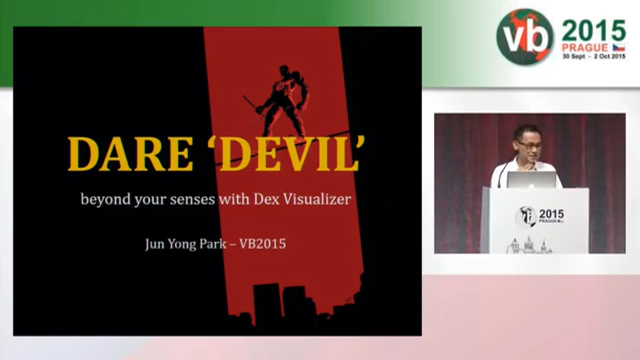 vb
2015
PRAGUE
30 Sept - 2 Oct 2015
DARE ‘DEVIL’
beyond your senses with Dex Visualizer
Jun Yong Park – VB2015
2015
PRAGUE